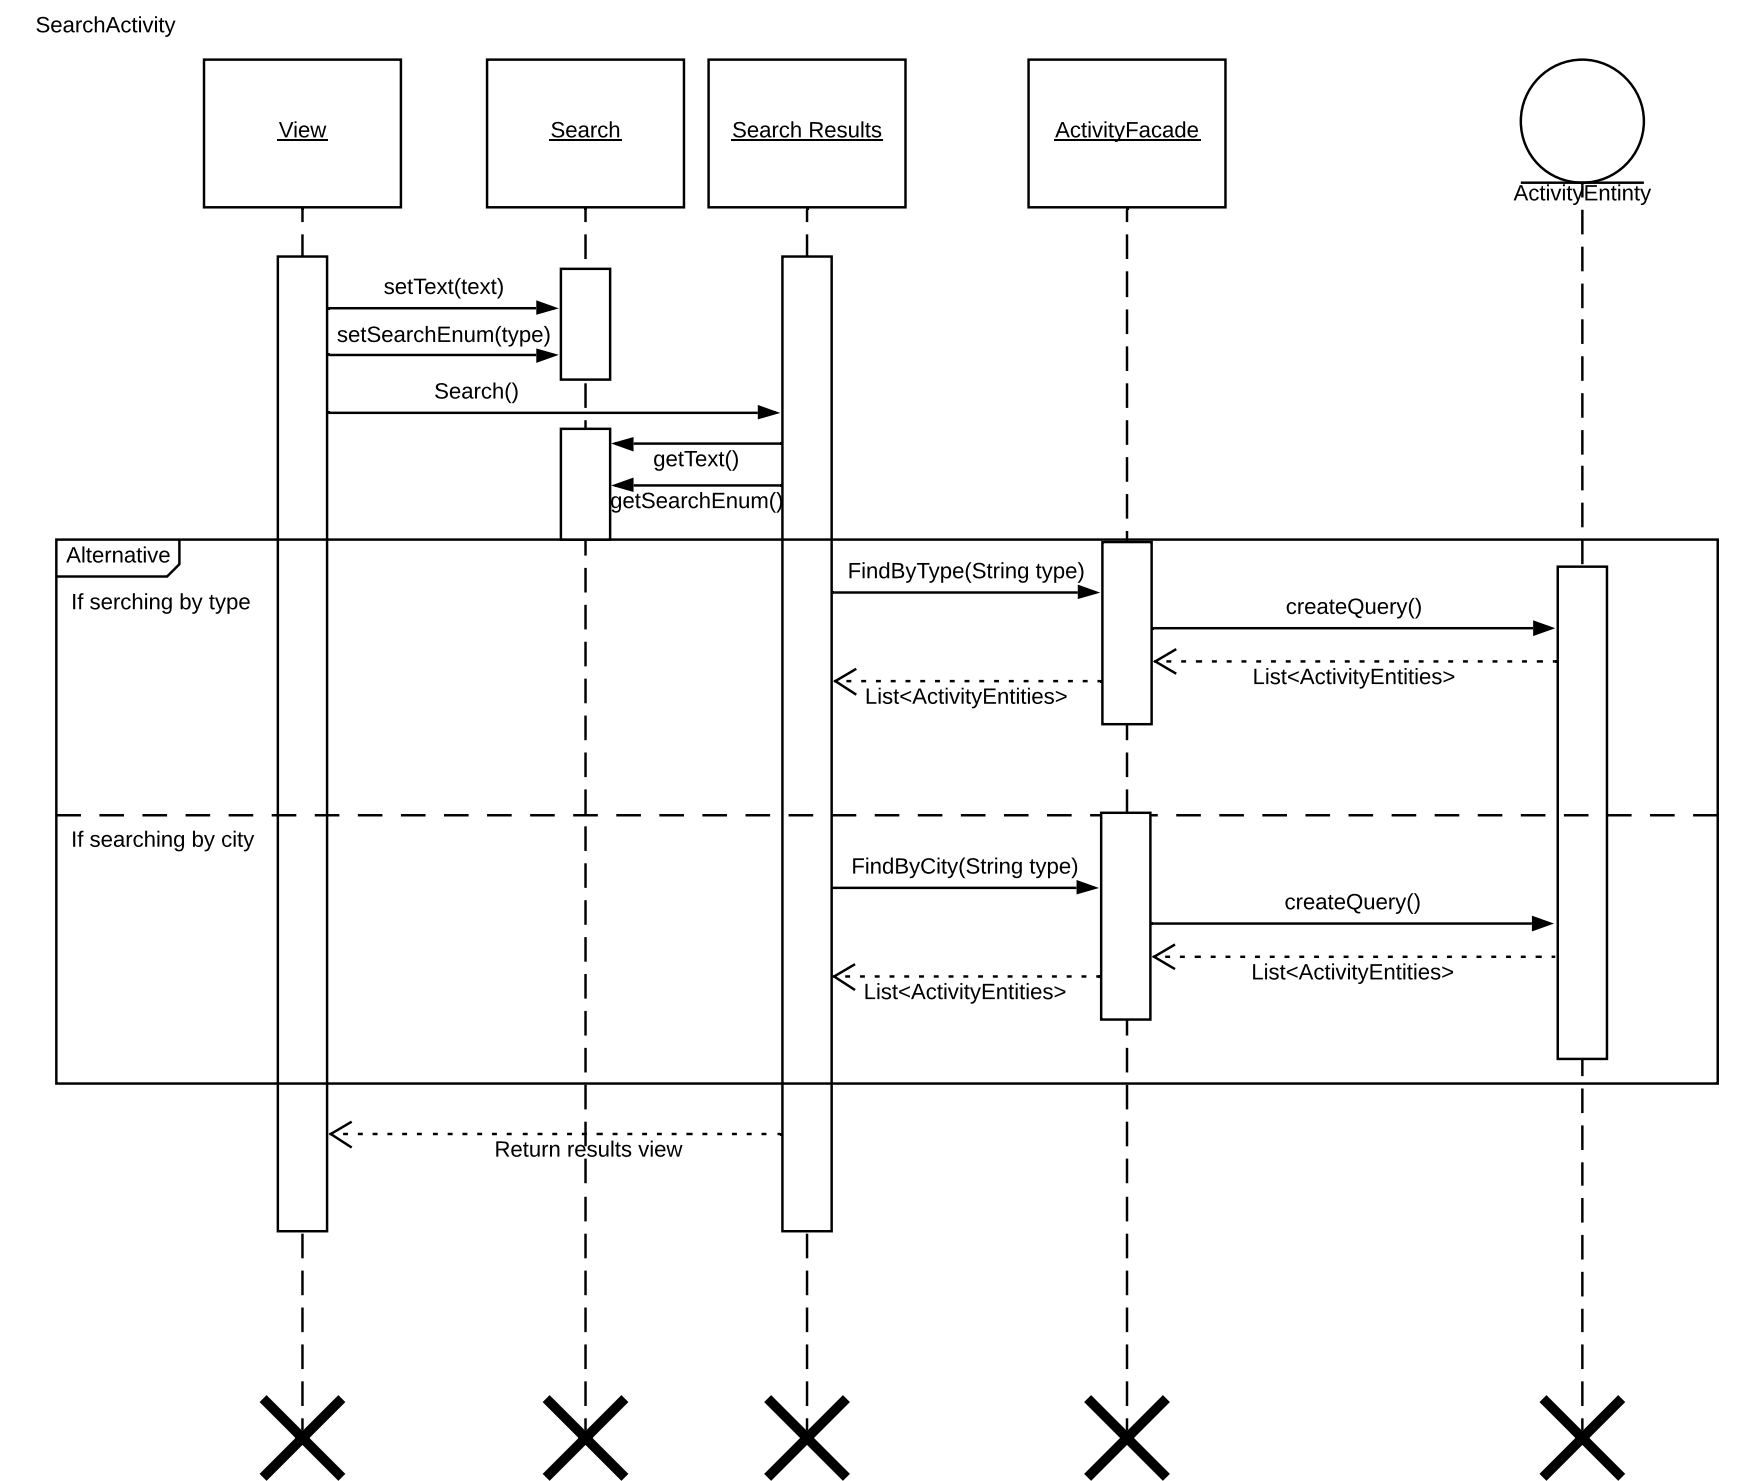 SearchActivity
View
Search
Search Results
ActivityFacade
ActivityEntinty
setText(text)
setSearchEnum(type)
Search()
getText()
getSearchEnum()
Alternative
If serching by type
FindByType(String type)
createQuery()
List<ActivityEntities>
List<ActivityEntities>
If searching by city
FindByCity(String type)
createQuery()
List<ActivityEntities>
List<ActivityEntities>
Return results view